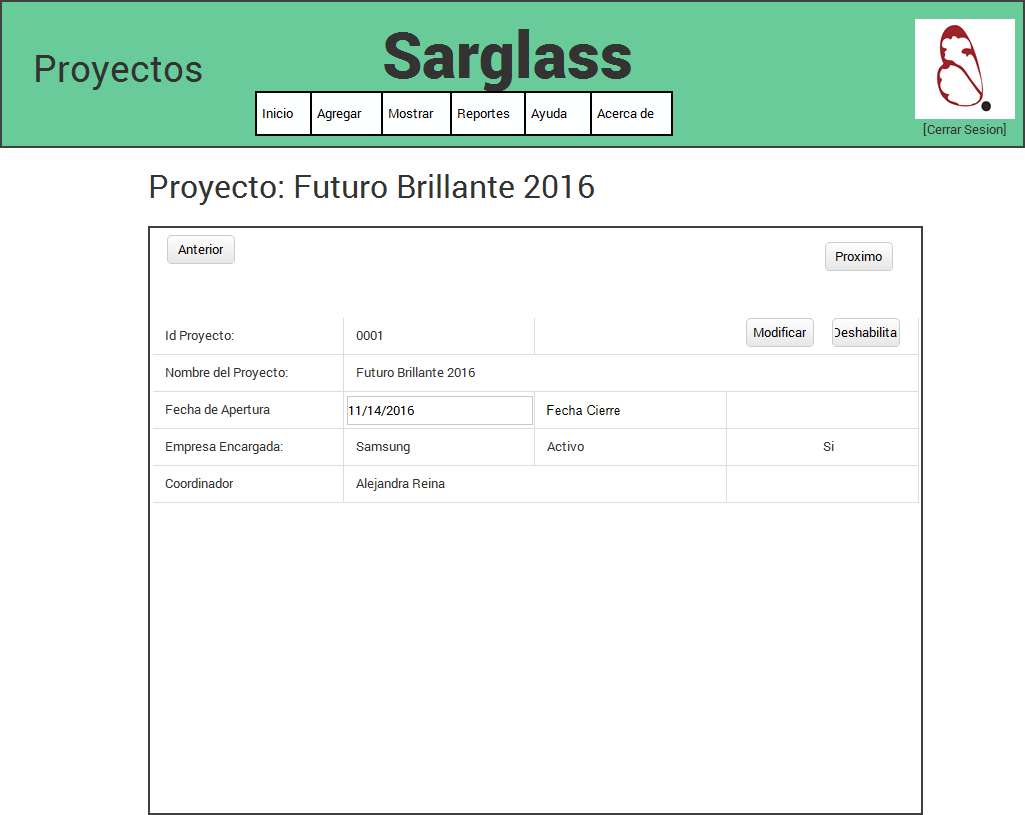 Proyectos
Sarglass
Inicio Agregar Mostrar Reportes Ayuda Acerca de
[Cerrar Sesion]
Proyecto: Futuro Brillante 2016
Anterior
Proximo
Id Proyecto: 0001 Modificar Deshabilita
Nombre del Proyecto: Futuro Brillante 2016
Fecha de Apertura 11/14/2016 Fecha Cierre
Empresa Encargada: Samsung Activo Si
Coordinador Alejandra Reina